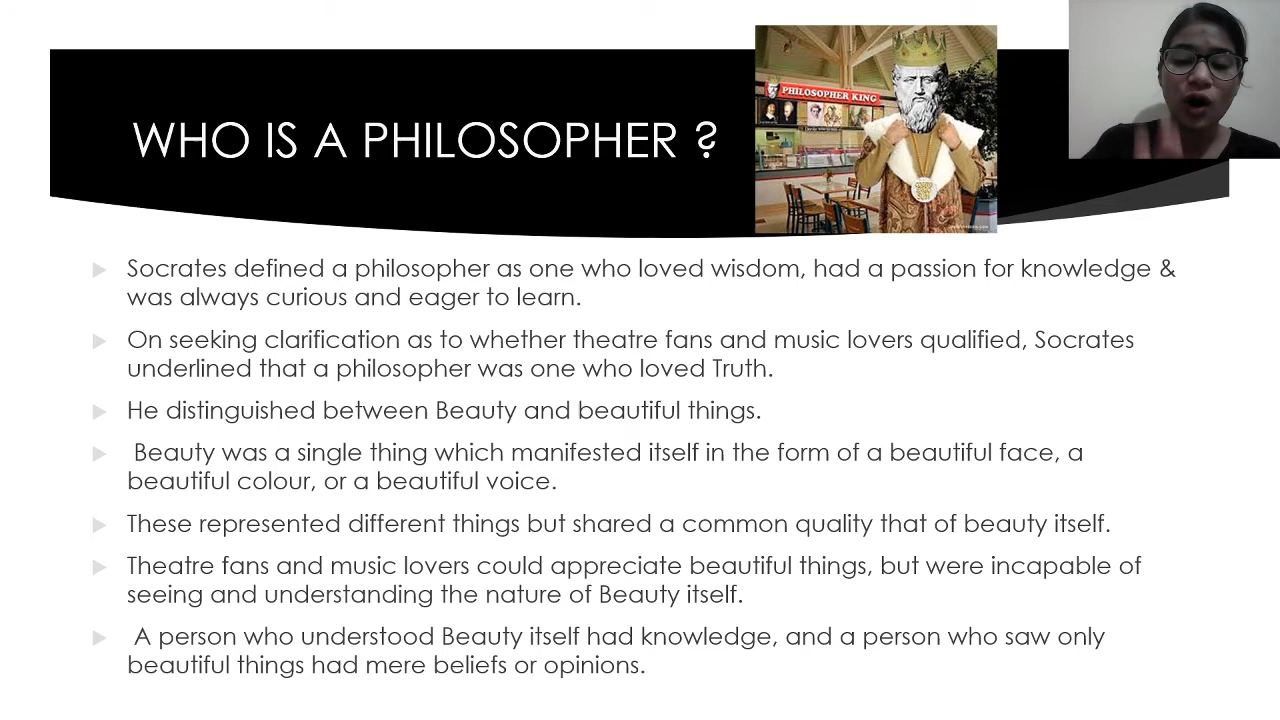 PHILOSOPHER KING
WHO IS A PHILOSOPHER ?
Socrates defined a philosopher as one who loved wisdom, had a passion for knowledge &
was always curious and eager to learn.
On seeking clarification as to whether theatre fans and music lovers qualified, Socrates
underlined that a philosopher was one who loved Truth.
He distinguished between Beauty and beautiful things.
Beauty was a single thing which manifested itself in the form of a beautiful face, a
beautiful colour, or a beautiful voice.
These represented different things but shared a common quality that of beauty itself.
Theatre fans and music lovers could appreciate beautiful things, but were incapable of
seeing and understanding the nature of Beauty itself.
A person who understood Beauty itself had knowledge, and a person who saw only
beautiful things had mere beliefs or opinions.